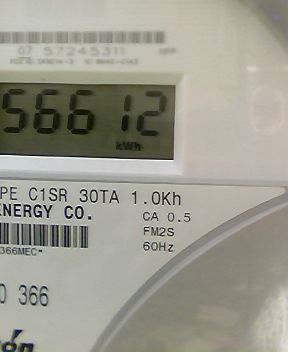 07 57245311
56612
kWh
PE C1SR 30TA 1.0Kh
ENERGY CO.
CA 0.5
FM2S
60Hz
366MEC
0 366
rón